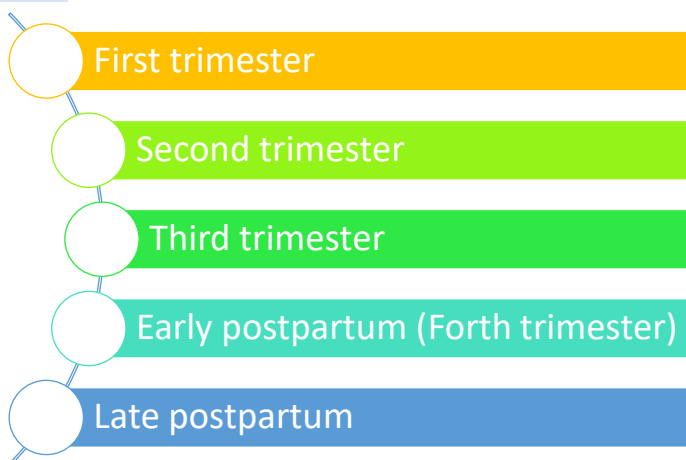 First trimester
Second trimester
Third trimester
Early postpartum (Forth trimester)
Late postpartum